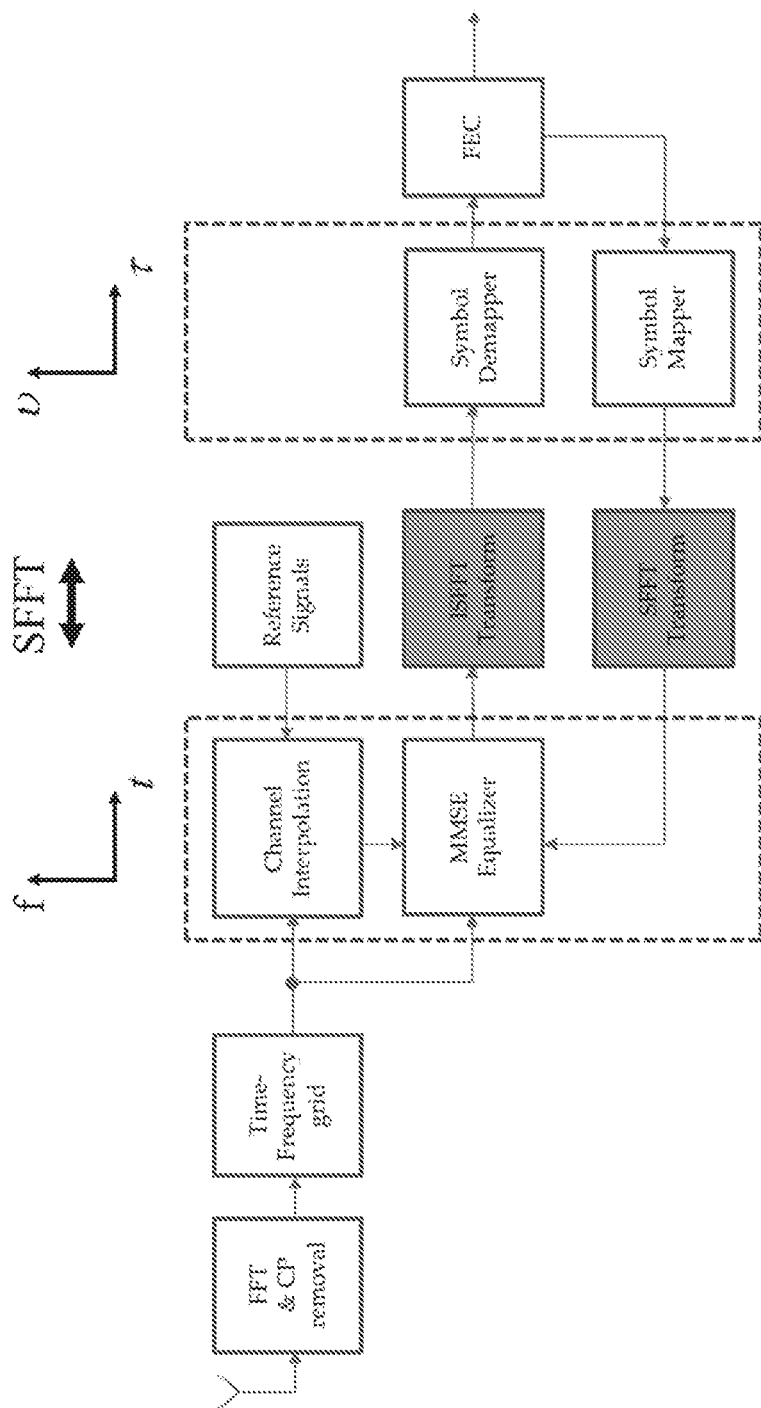 SFFT
f
t
υ
τ
FFT
& CP
removal
Time-
Frequency
grid
Channel
Interpolation
MMSE
Equalizer
Reference
Signals
ISFFT
Transform
SFFT
Transform
Symbol
Demapper
Symbol
Mapper
FEC